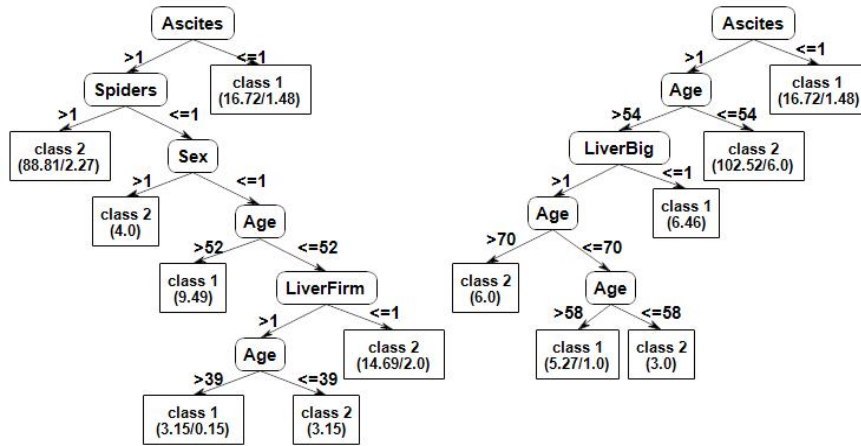 Ascites
>1
<=1
Spiders
class 1
(16.72/1.48)
>1
<=1
class 2
(88.81/2.27)
Sex
>1
<=1
class 2
(4.0)
Age
>52
<=52
class 1
(9.49)
LiverFirm
>1
<=1
Age
class 2
(14.69/2.0)
>39
<=39
class 1
(3.15/0.15)
class 2
(3.15)
Ascites
>1
<=1
Age
class 1
(16.72/1.48)
>54
<=54
LiverBig
class 2
(102.52/6.0)
>1
<=1
Age
class 1
(6.46)
>70
<=70
class 2
(6.0)
Age
>58
<=58
class 1
(5.27/1.0)
class 2
(3.0)